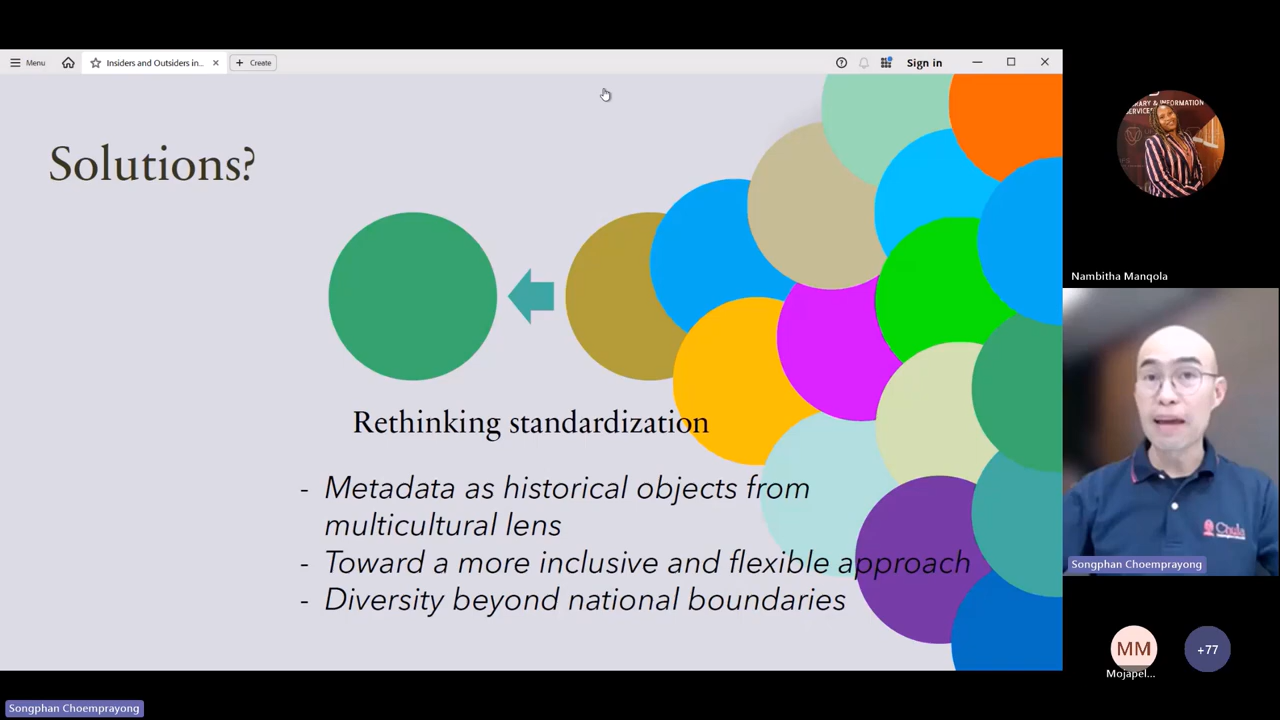 Menu
Insiders and Outsiders in...
Create
Sign in
Solutions?
Rethinking standardization
- Metadata as historical objects from
multicultural lens
- Toward a more inclusive and flexible approach
- Diversity beyond national boundaries
Nambitha Manqola
Chula
Songphan Choemprayong
MM
Mojapel...
+77
Songphan Choemprayong